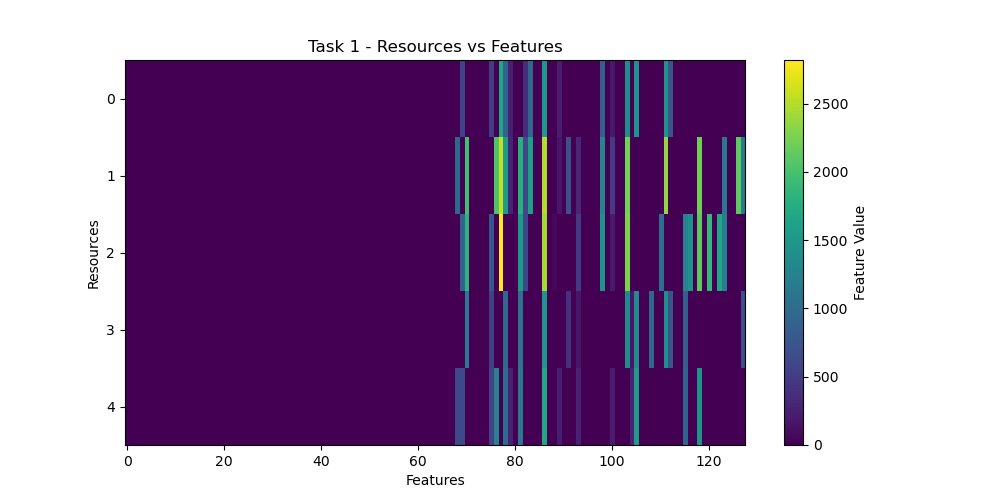 Task 1 - Resources vs Features
Resources
0
1
2
3
4
0 20 40 60 80 100 120
Features
2500
2000
1500
1000
500
0
Feature Value